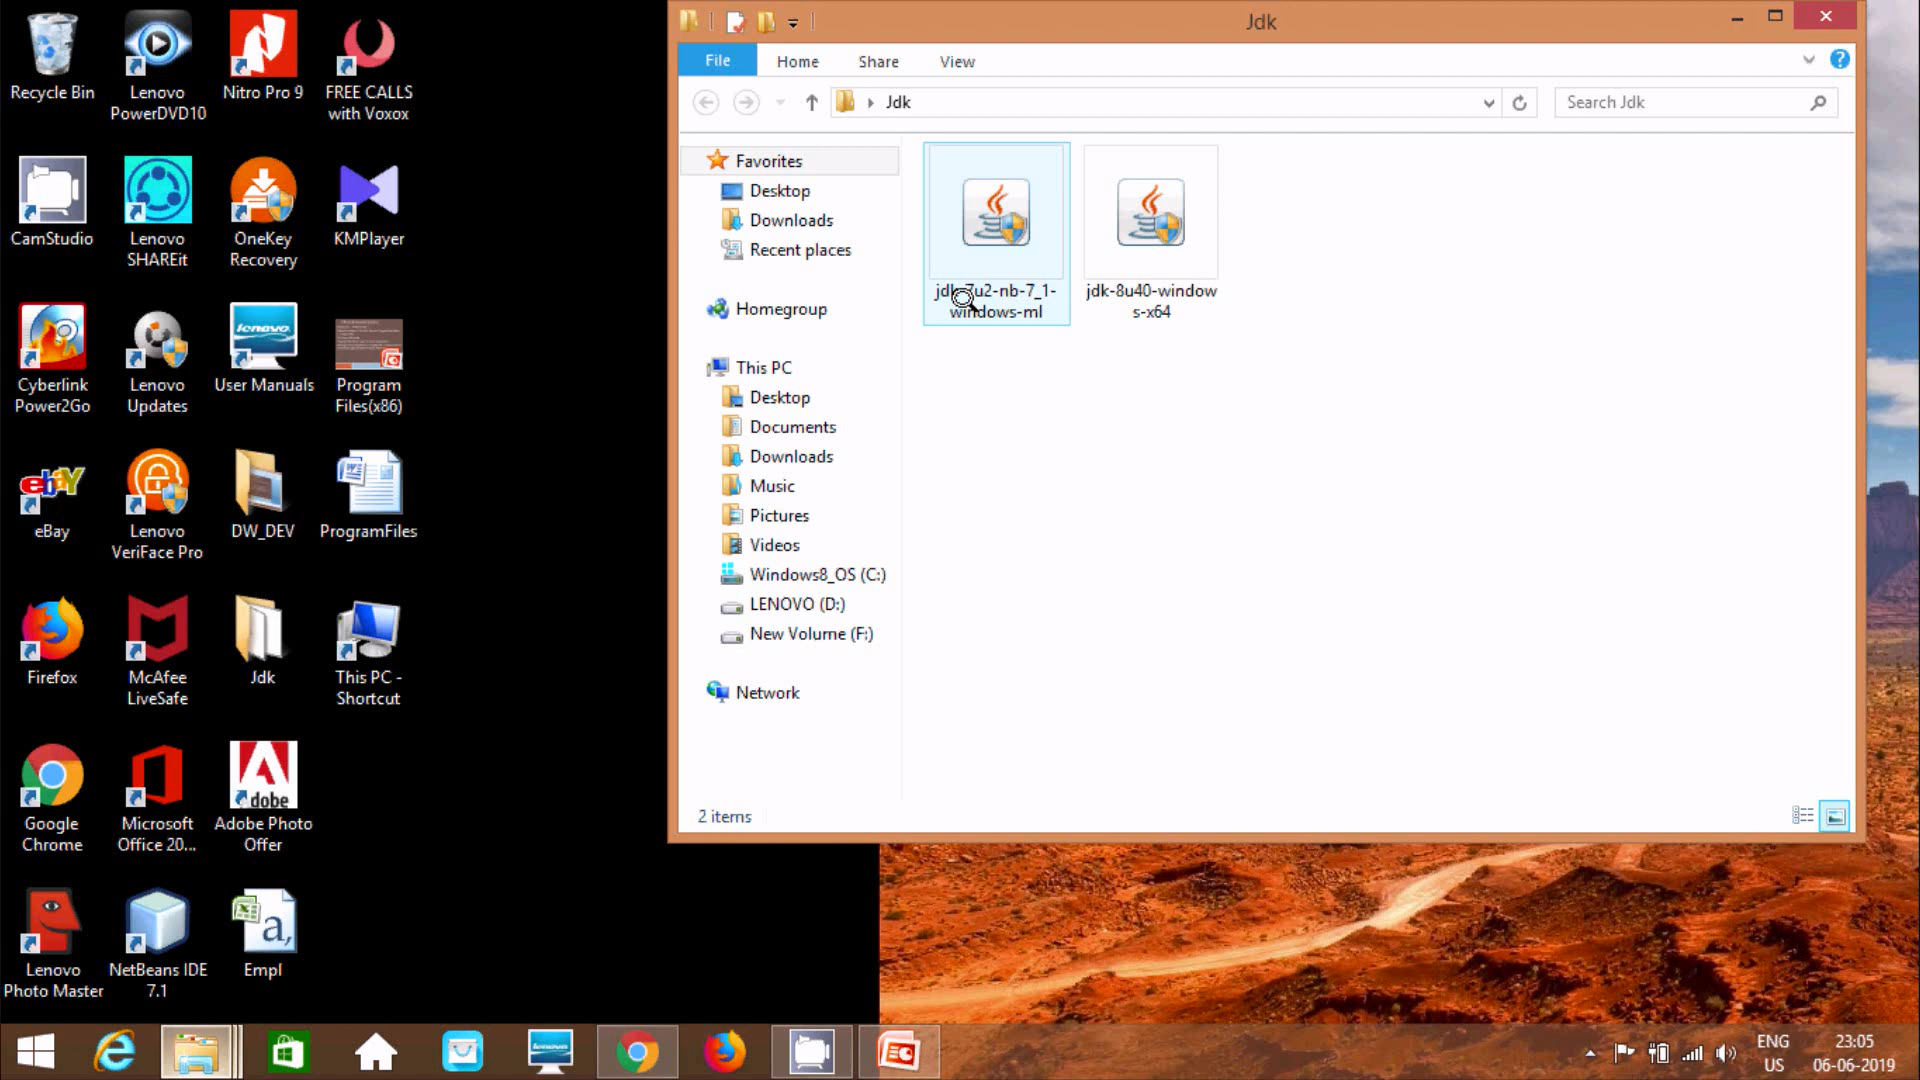 Recycle Bin
Lenovo
PowerDVD10
Nitro Pro 9
FREE CALLS
with Voxox
CamStudio
Lenovo
SHAREit
OneKey
Recovery
KMPlayer
Cyberlink
Power2Go
Lenovo
Updates
lenovo
User Manuals
Program
Files(x86)
ebay
eBay
Lenovo
VeriFace Pro
DW_DEV
ProgramFiles
Firefox
McAfee
LiveSafe
Jdk
This PC -
Shortcut
Google
Chrome
Microsoft
Office 20...
Adobe
Adobe Photo
Offer
Lenovo
Photo Master
NetBeans IDE
7.1
a,
Empl
Jdk
File
Home
Share
View
?
Jdk
Search Jdk
Favorites
Desktop
Downloads
Recent places
Homegroup
This PC
Desktop
Documents
Downloads
Music
Pictures
Videos
Windows8_OS (C:)
LENOVO (D:)
New Volume (F:)
Network
jdk-7u2-nb-7_1-
windows-ml
jdk-8u40-window
s-x64
2 items
lenovo
ENG
US
23:05
06-06-2019